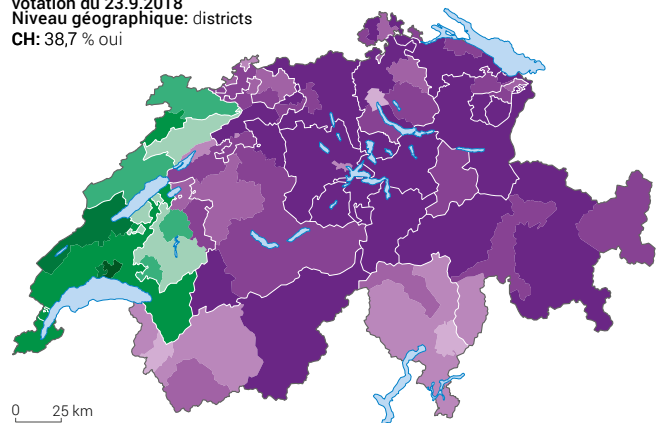 Votation du 23.9.2018
Niveau géographique: districts
CH: 38,7 % oui
0 25 km